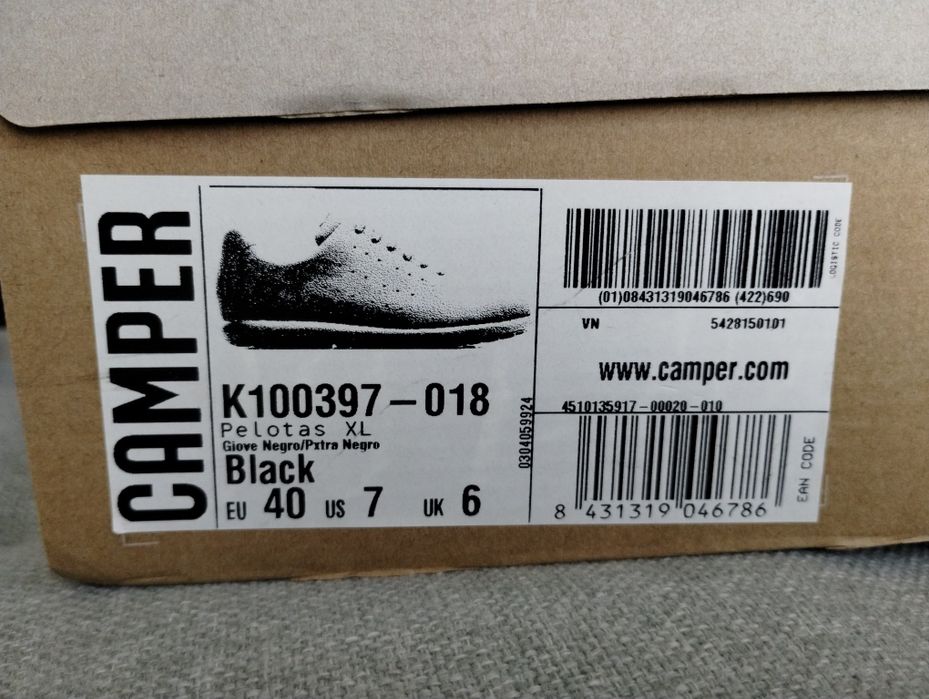 CAMPER
K100397-018
Pelotas XL
Giove Negro/Pxtra Negro
Black
EU 40 US 7 UK 6
0304059924
(01)08431319046786 (422)690
LOGISTIC CODE
VN 5428150101
www.camper.com
4510135917-00020-010
8 431319 046786
EAN CODE